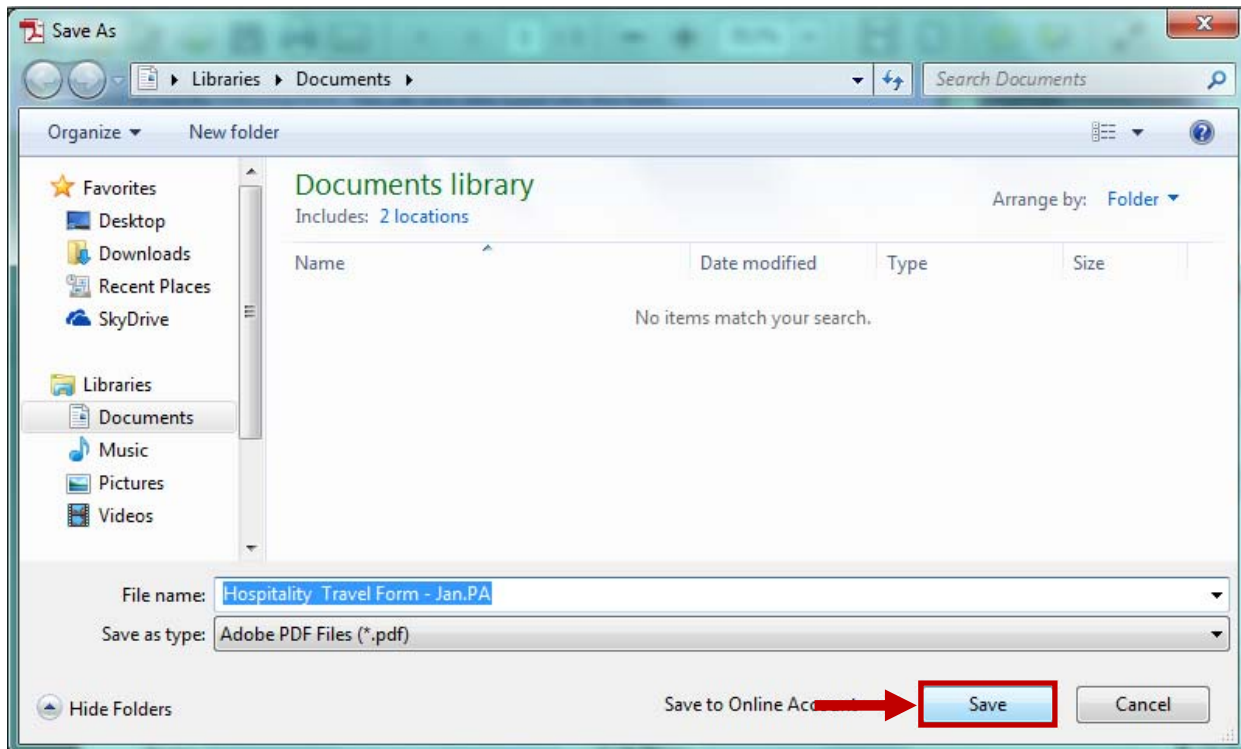 Save As
Libraries Documents
Search Documents
Organize New folder
Documents library
Includes: 2 locations
Arrange by: Folder
Name Date modified Type Size
No items match your search.
Favorites
Desktop
Downloads
Recent Places
SkyDrive
Libraries
Documents
Music
Pictures
Videos
File name: Hospitality  Travel Form - Jan.PA
Save as type: Adobe PDF Files (*.pdf)
Hide Folders
Save to Online Account
Save
Cancel